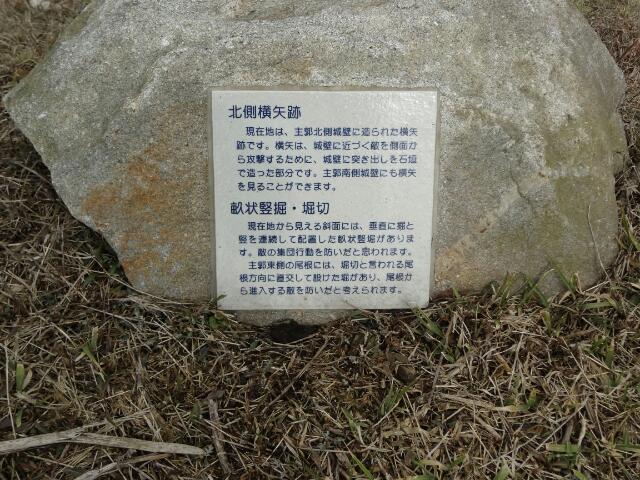 北側横矢跡
現在地は、主郭北側城壁に造られた横矢
跡です。横矢は、城壁に近づく敵を側面か
ら攻撃するために、城壁に突き出しを石垣
で造った部分です。主郭南側城壁にも横矢
を見ることができます。
畝状竪掘・堀切
現在地から見える斜面には、垂直に掘と
竪を連続して配置した畝状竪掘がありま
す。敵の集団行動を防いだと思われます。
主郭東側の尾根には、堀切と言われる尾
根方向に直交して設けた堀があり、尾根か
ら進入する敵を防いだと考えられます。